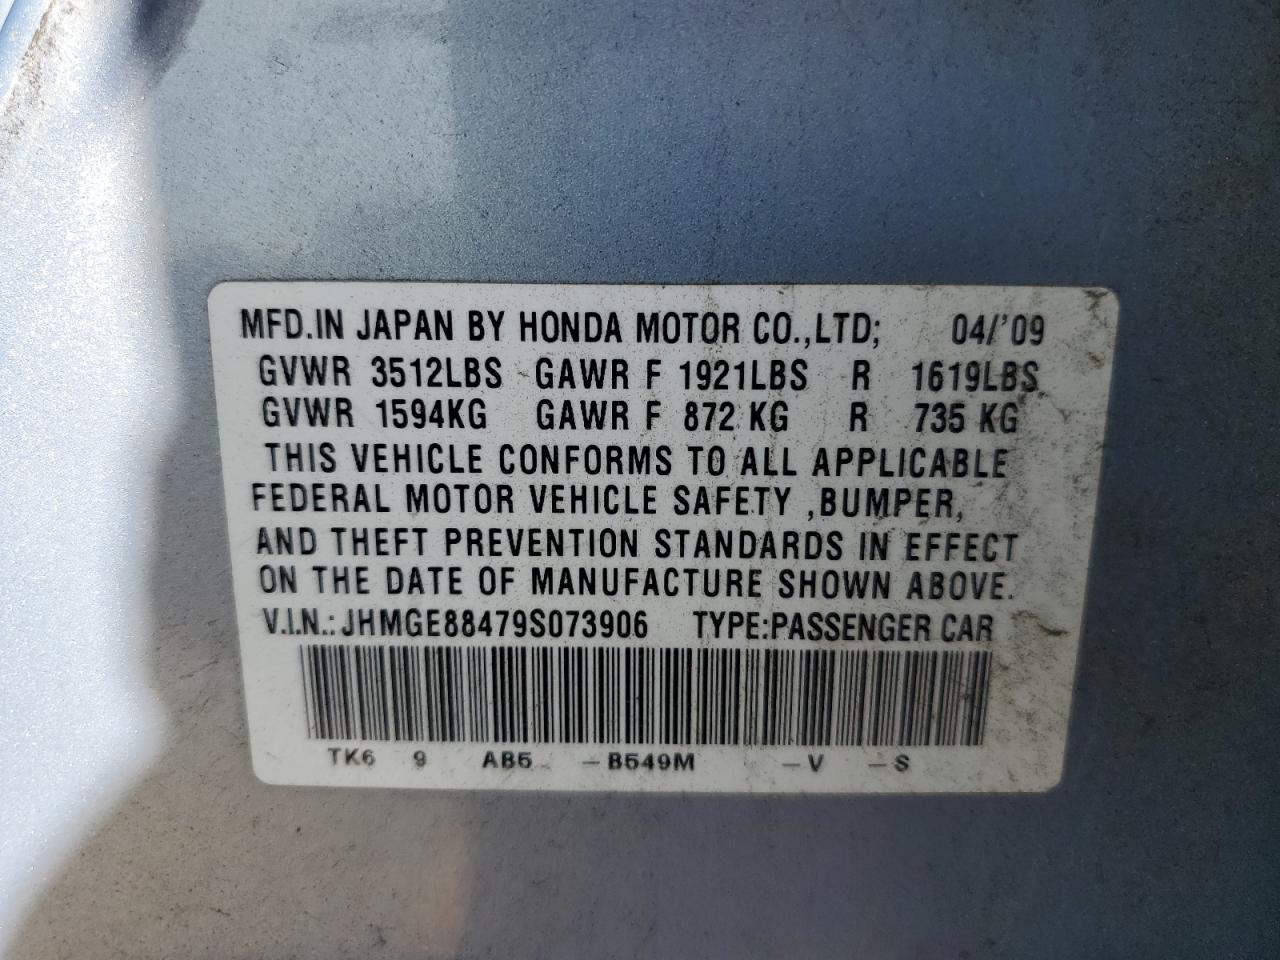 MFD.IN JAPAN BY HONDA MOTOR CO.,LTD; 04/'09
GVWR 3512LBS GAWR F 1921LBS R 1619LBS
GVWR 1594KG GAWR F 872 KG R 735 KG
THIS VEHICLE CONFORMS TO ALL APPLICABLE
FEDERAL MOTOR VEHICLE SAFETY ,BUMPER,
AND THEFT PREVENTION STANDARDS IN EFFECT
ON THE DATE OF MANUFACTURE SHOWN ABOVE.
V.I.N.: JHMGE88479S073906 TYPE:PASSENGER CAR
TK6 9 AB5 -B549M -V -S